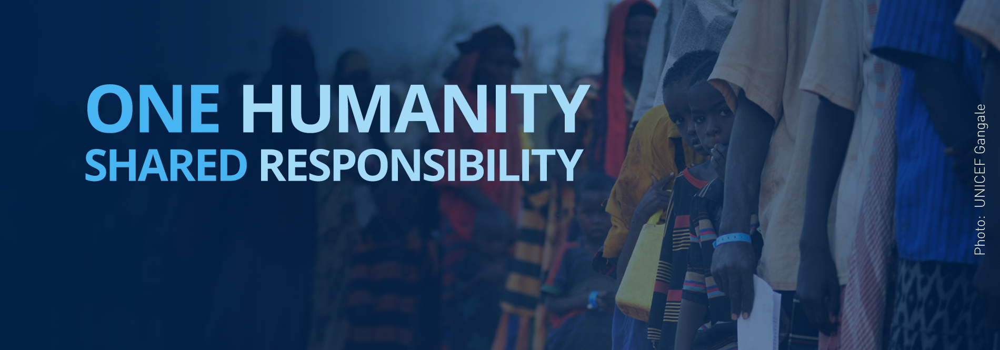 ONE HUMANITY
SHARED RESPONSIBILITY
Photo: UNICEF Gangale